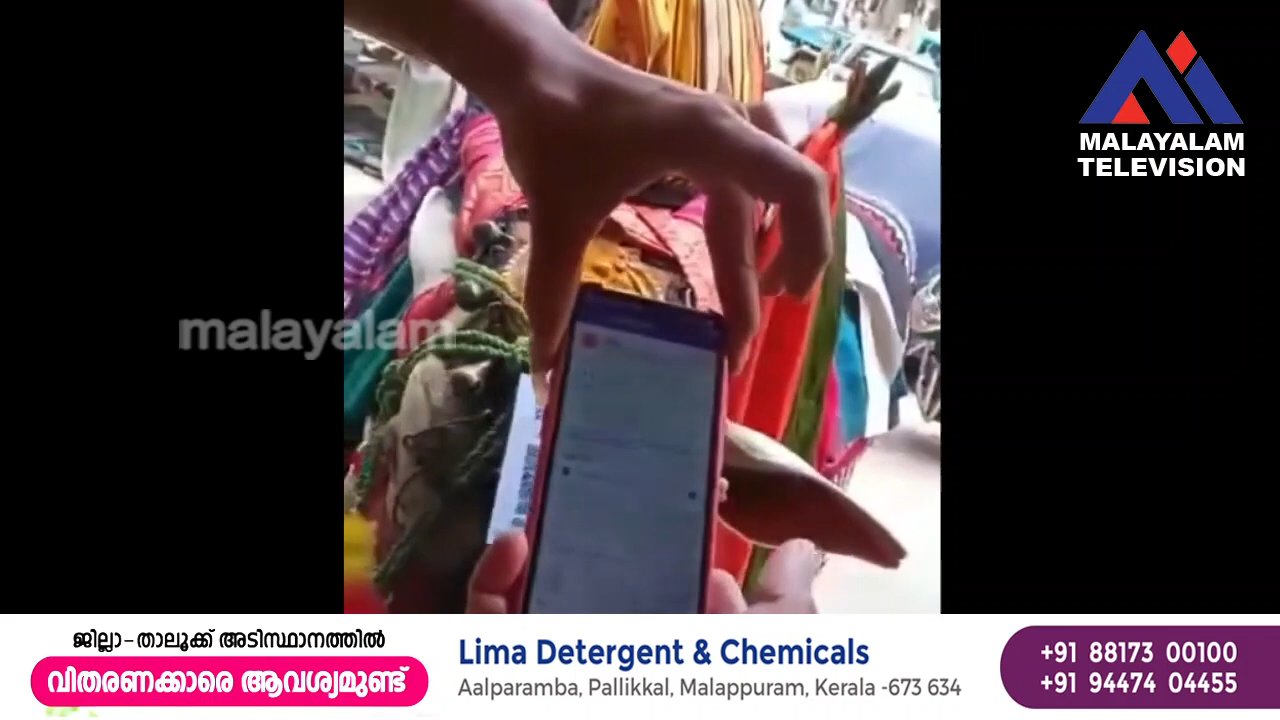 MALAYALAM
TELEVISION
malayalam
ജില്ലാ-താലൂക്ക് അടിസ്ഥാനത്തിൽ
വിതരണക്കാരെ ആവശ്യമുണ്ട്
Lima Detergent & Chemicals
Aalparamba, Pallikkal, Malappuram, Kerala -673 634
+91 88173 00100
+91 94474 04455